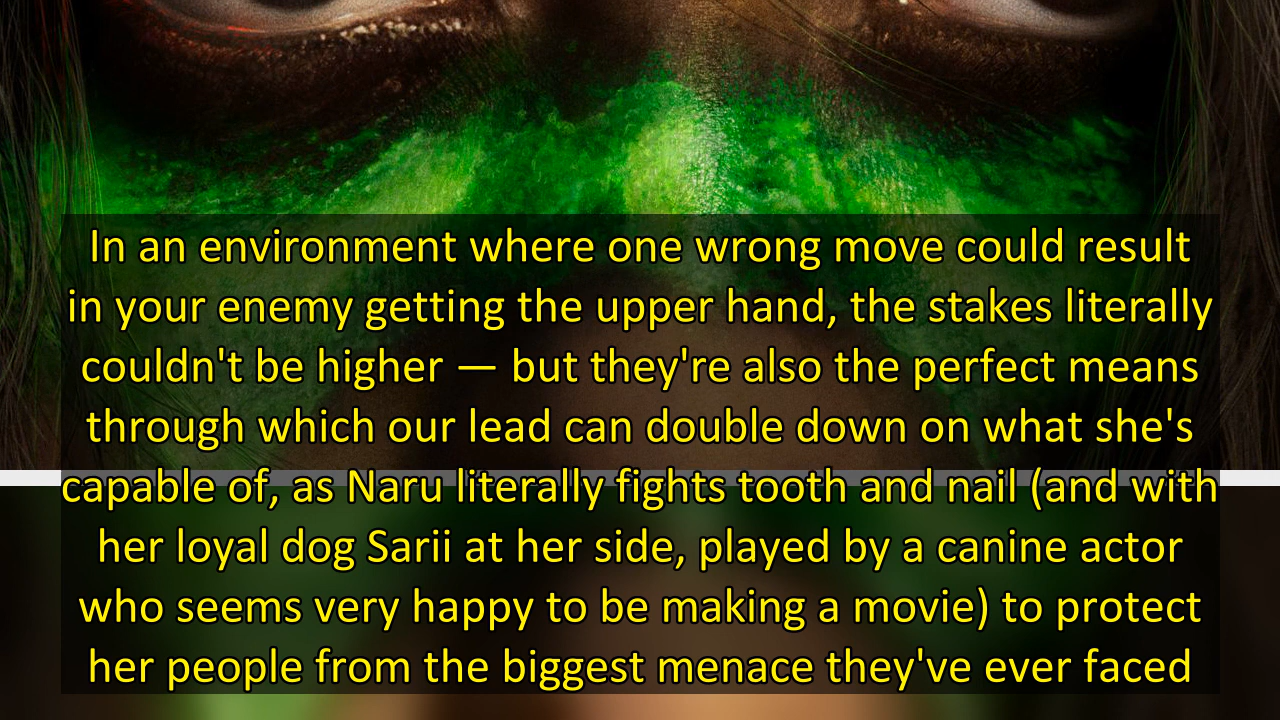 In an environment where one wrong move could result
in your enemy getting the upper hand, the stakes literally
couldn't be higher — but they're also the perfect means
through which our lead can double down on what she's
capable of, as Naru literally fights tooth and nail (and with
her loyal dog Sarii at her side, played by a canine actor
who seems very happy to be making a movie) to protect
her people from the biggest menace they've ever faced